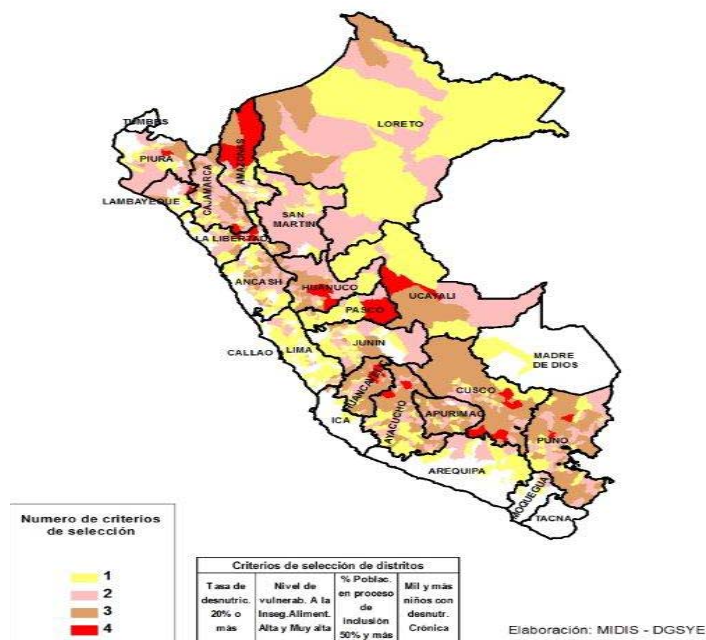 LORETO
TUMBES
PIURA
AMAZONAS
CAJAMARCA
LAMBAYEQUE
SAN
MARTIN
LA LIBERTAD
ANCASH
HUANUCO
UCAYALI
PASCO
CALLAO
LIMA
JUNIN
MADRE
DE DIOS
CUSCO
HUANCAV
ICA
AYACUCHO
APURIMAC
PUNO
AREQUIPA
MOQUEGUA
TACNA
Numero de criterios
de selección
1
2
3
4
Criterios de selección de distritos
Tasa de
desnutric.
20% o
más
Nivel de
vulnerab. A la
Inseg.Aliment.
Alta y Muy alta
% Poblac.
en proceso
de
inclusión
50% y más
Mil y más
niños con
desnutr.
Crónica
Elaboración: MIDIS - DGSYE